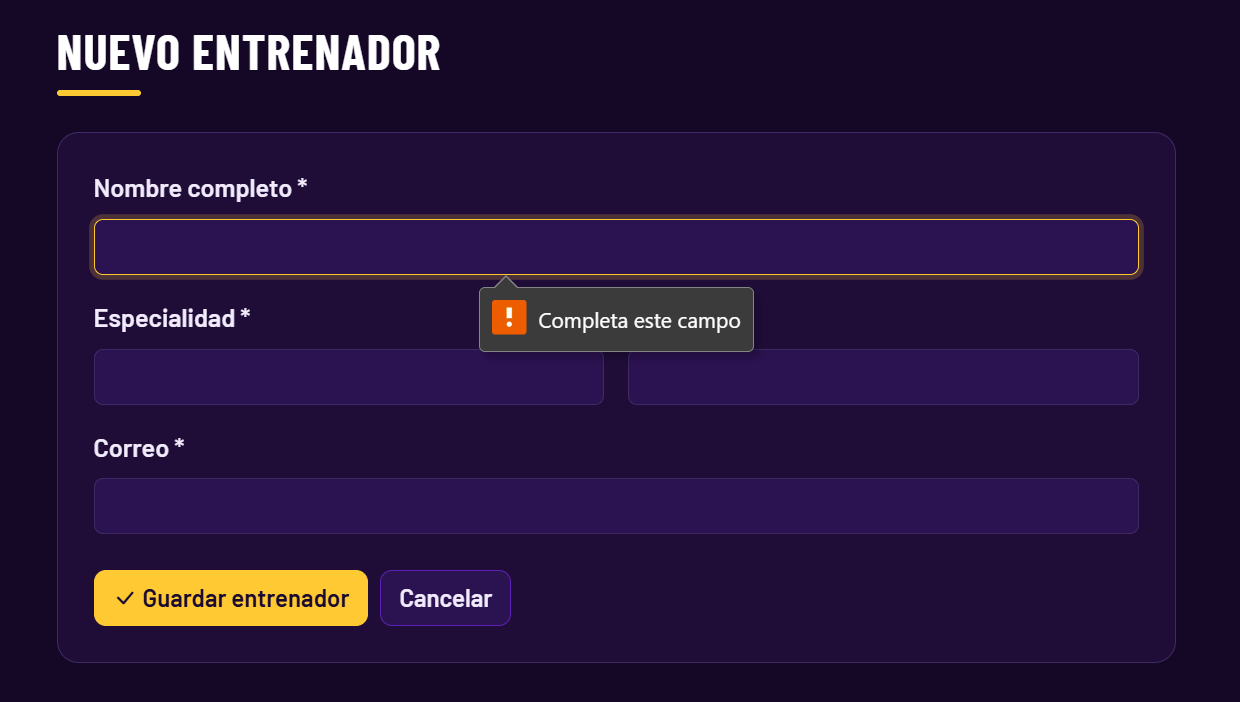 NUEVO ENTRENADOR
Nombre completo *
Completa este campo
Especialidad *
Correo *
Guardar entrenador
Cancelar